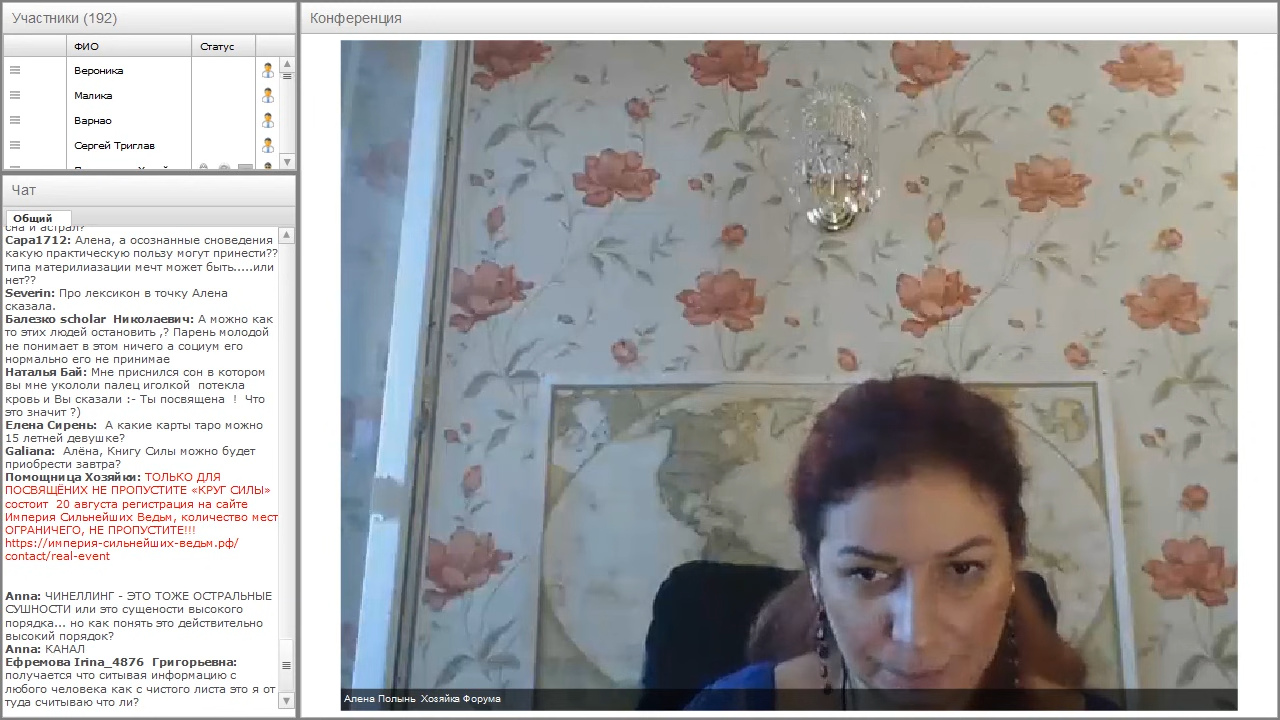 Участники (192)
ФИО
Статус
Вероника
Малика
Варнао
Сергей Триглав
Чат
Общий
сна и астрал?
Capa1712: Алена, а осознанные сноведения
какую практическую пользу могут принести??
типа материлиазации мечт может быть.....или
нет??
Severin: Про лексикон в точку Алена
сказала.
Балезко scholar Николаевич: А можно как
то этих людей остановить ,? Парень молодой
не понимает в этом ничего а социум его
нормально его не принимае
Наталья Бай: Мне приснился сон в котором
вы мне укололи палец иголкой потекла
кровь и Вы сказали :- Ты посвящена ! Что
это значит ?)
Елена Сирень: А какие карты таро можно
15 летней девушке?
Galiana: Алёна, Книгу Силы можно будет
приобрести завтра?
Помощница Хозяйки: ТОЛЬКО ДЛЯ
ПОСВЯЩЁНИХ НЕ ПРОПУСТИТЕ «КРУГ СИЛЫ»
состоит 20 августа регистрация на сайте
Империя Сильнейших Ведьм, количество мест
ОГРАНИЧЕГО, НЕ ПРОПУСТИТЕ!!!
https://империя-сильнейших-ведьм.рф/
contact/real-event
Anna: ЧИНЕЛЛИНГ - ЭТО ТОЖЕ ОСТРАЛЬНЫЕ
СУШНОСТИ или это сущености высокого
порядка... но как понять это действительно
высокий порядок?
Anna: КАНАЛ
Ефремова Irina_4876 Григорьевна:
получается что считывая информацию с
любого человека как с чистого листа это я от
туда считываю чтоли?
Конференция
Алена Полынь Хозяйка Форума